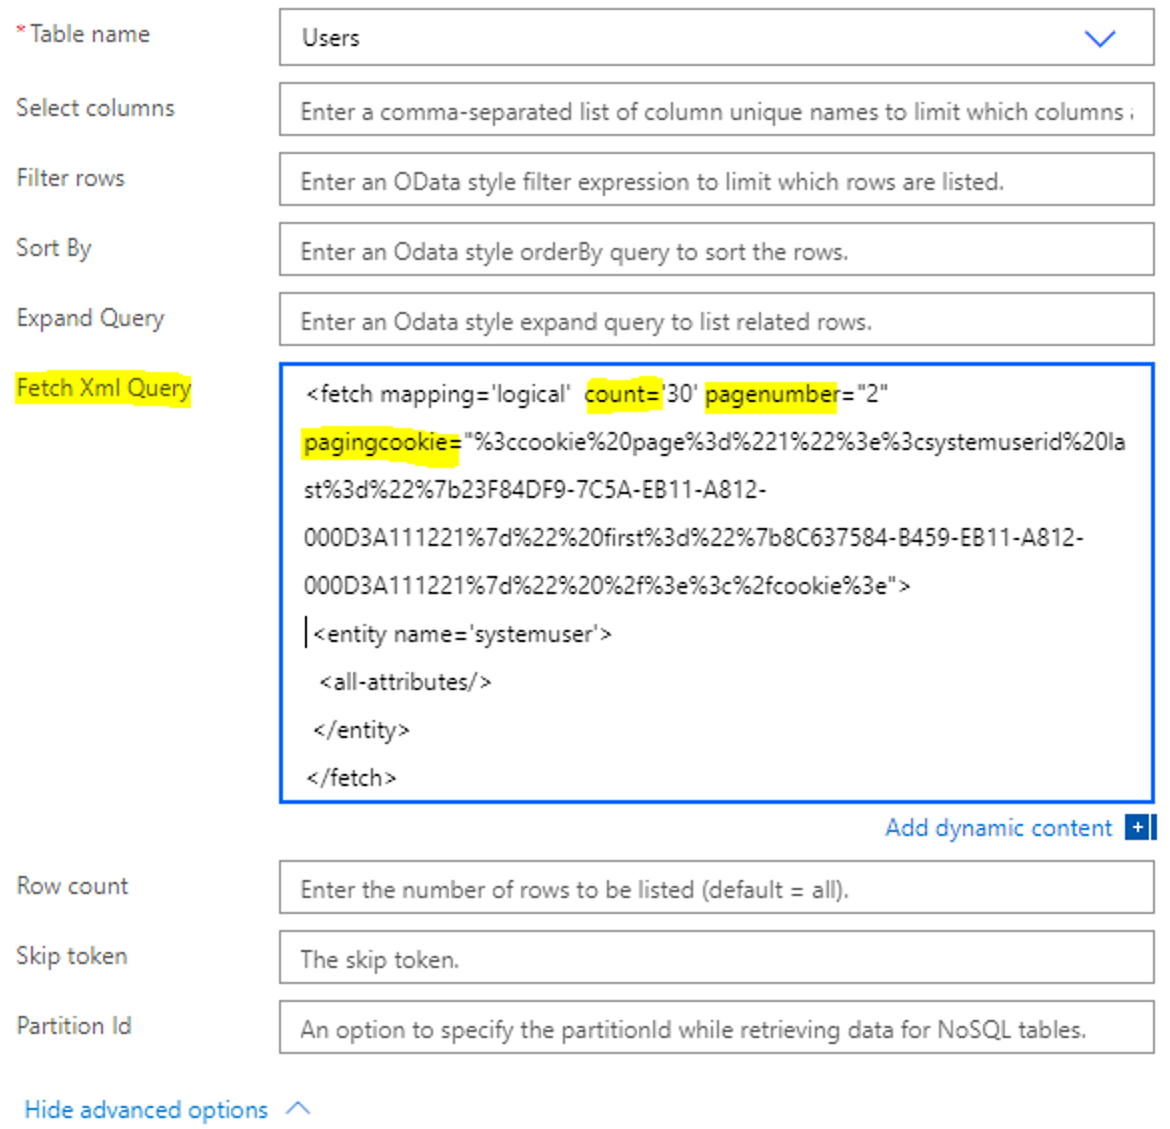 * Table name
Users
Select columns
Enter a comma-separated list of column unique names to limit which columns
Filter rows
Enter an OData style filter expression to limit which rows are listed.
Sort By
Enter an Odata style orderBy query to sort the rows.
Expand Query
Enter an Odata style expand query to list related rows.
Fetch Xml Query
<fetch mapping='logical' count='30' pagenumber="2"
pagingcookie="%3ccookie%20page%3d%221%22%3e%3csystemuserid%20la
st%3d%22%7b23F84DF9-7C5A-EB11-A812-
000D3A111221%7d%22%20first%3d%22%7b8C637584-B459-EB11-A812-
000D3A111221%7d%22%20%2f%3e%3c%2fcookie%3e">
<entity name='systemuser'>
<all-attributes/>
</entity>
</fetch>
Add dynamic content
Row count
Enter the number of rows to be listed (default = all).
Skip token
The skip token.
Partition Id
An option to specify the partitionId while retrieving data for NoSQL tables.
Hide advanced options